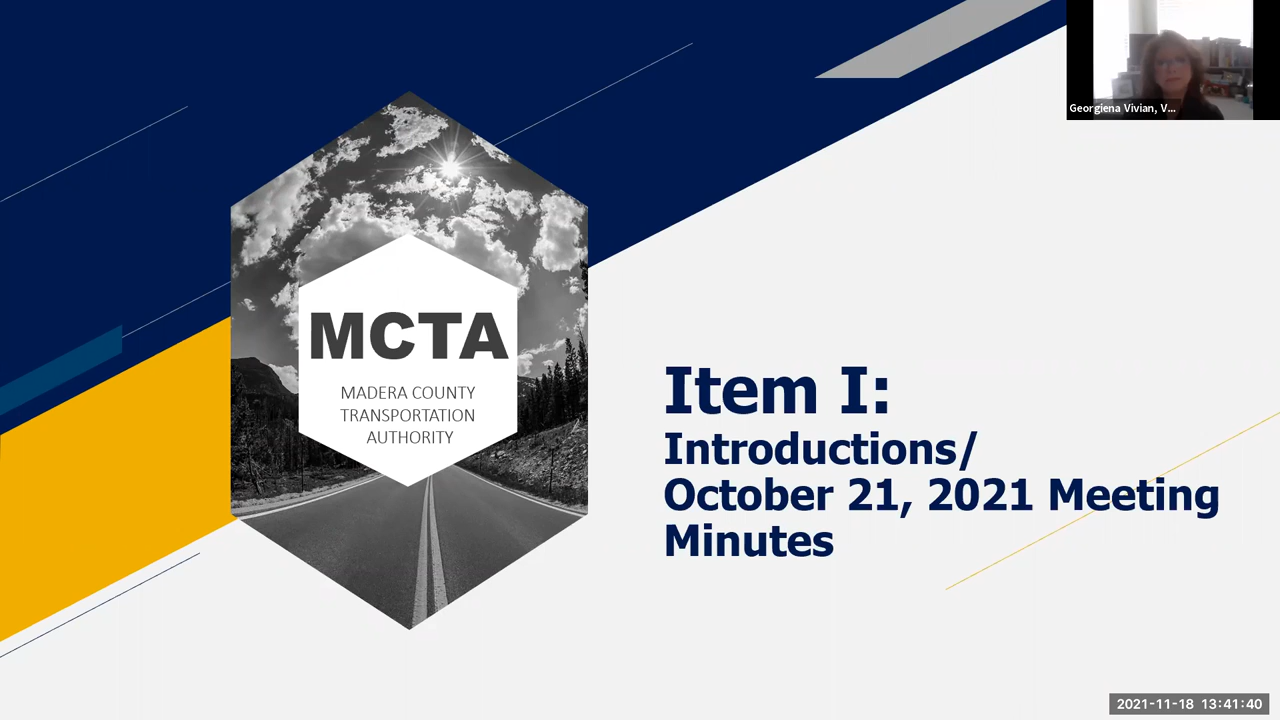 Georgiena Vivian, V...
MCTA
MADERA COUNTY
TRANSPORTATION
AUTHORITY
Item I:
Introductions/
October 21, 2021 Meeting
Minutes
2021-11-18 13:41:40